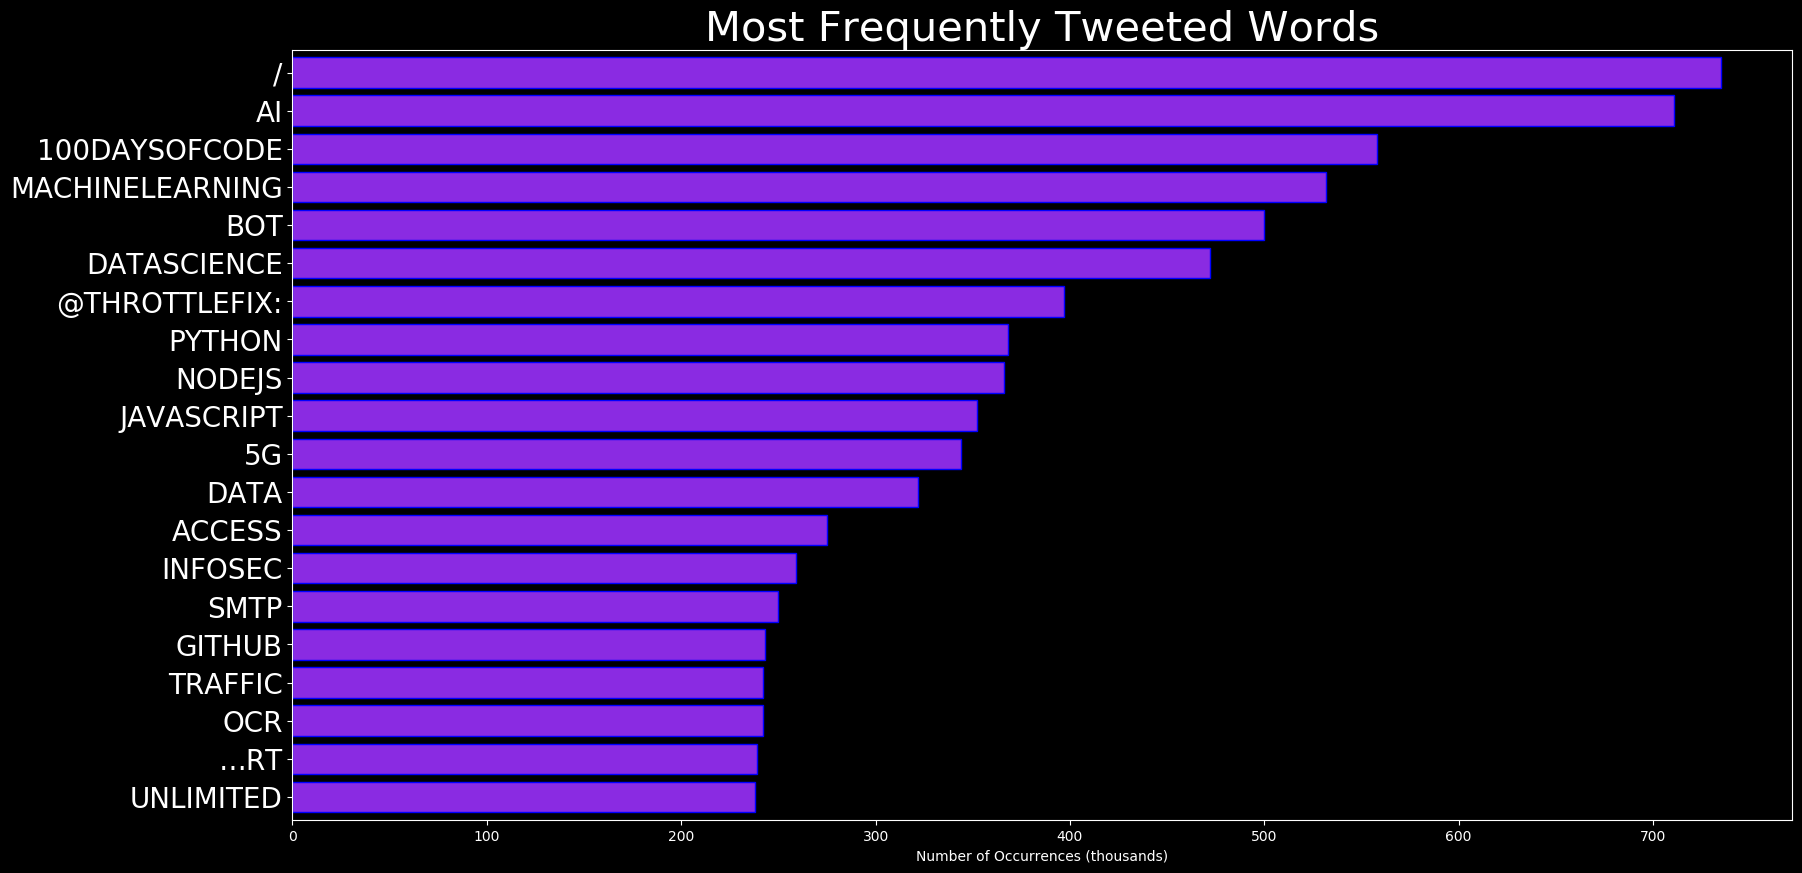 Most Frequently Tweeted Words
/
AI
100DAYSOFCODE
MACHINELEARNING
BOT
DATASCIENCE
@THROTTLEFIX:
PYTHON
NODEJS
JAVASCRIPT
5G
DATA
ACCESS
INFOSEC
SMTP
GITHUB
TRAFFIC
OCR
…RT
UNLIMITED
0 100 200 300 400 500 600 700
Number of Occurrences (thousands)